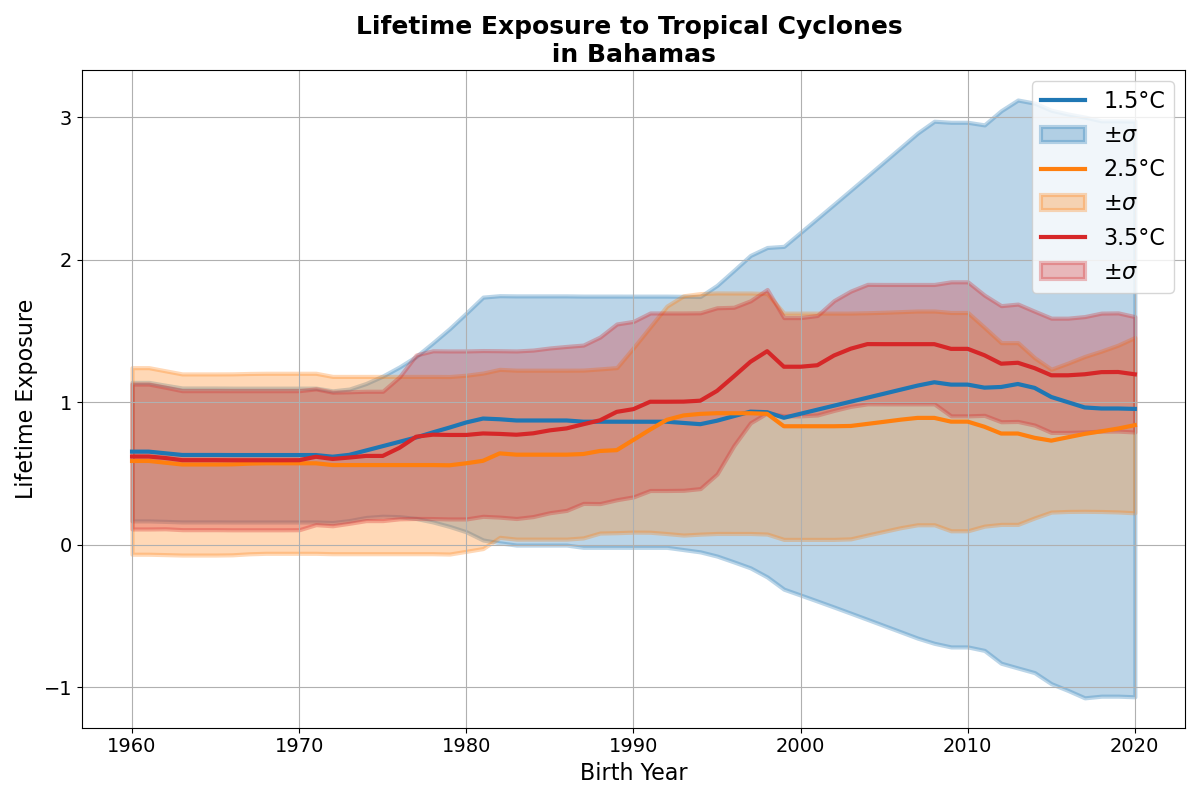 Lifetime Exposure to Tropical Cyclones
in Bahamas
Lifetime Exposure
3
2
1
0
−1
1960
1970
1980
1990
2000
2010
2020
Birth Year
1.5°C
±σ
2.5°C
±σ
3.5°C
±σ